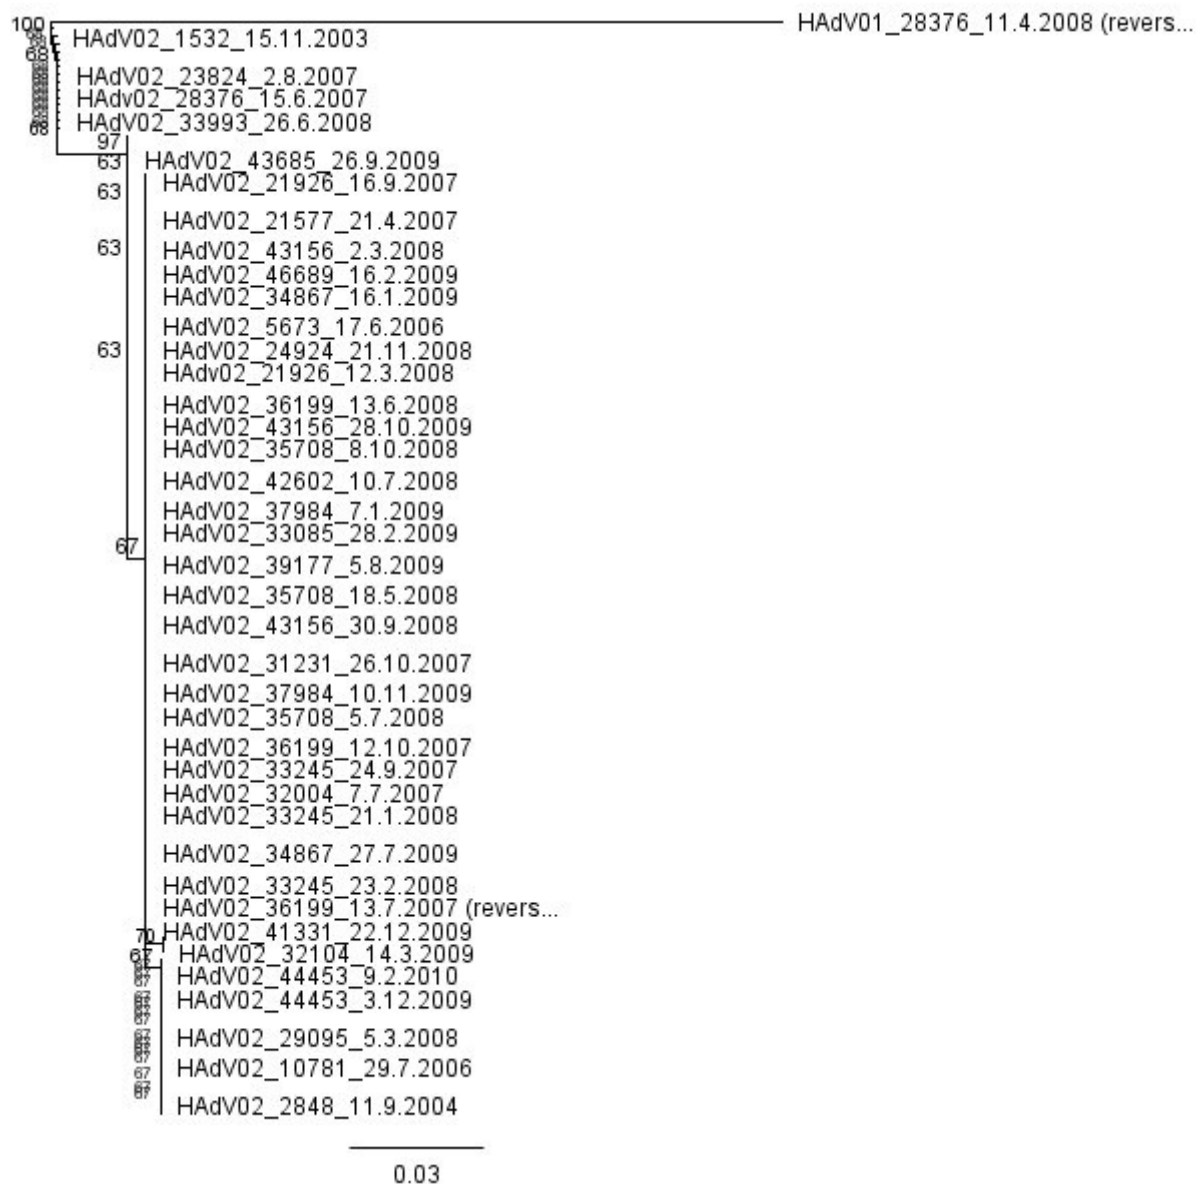 100
HAdV01_28376_11.4.2008 (revers...
HAdV02_1532_15.11.2003
68
HAdV02_23824_2.8.2007
HAdv02_28376_15.6.2007
HAdV02_33993_26.6.2008
68
97
63
HAdV02_43685_26.9.2009
HAdV02_21926_16.9.2007
63
HAdV02_21577_21.4.2007
63
HAdV02_43156_2.3.2008
HAdV02_46689_16.2.2009
HAdV02_34867_16.1.2009
HAdV02_5673_17.6.2006
63
HAdV02_24924_21.11.2008
HAdv02_21926_12.3.2008
HAdV02_36199_13.6.2008
HAdV02_43156_28.10.2009
HAdV02_35708_8.10.2008
HAdV02_42602_10.7.2008
HAdV02_37984_7.1.2009
HAdV02_33085_28.2.2009
67
HAdV02_39177_5.8.2009
HAdV02_35708_18.5.2008
HAdV02_43156_30.9.2008
HAdV02_31231_26.10.2007
HAdV02_37984_10.11.2009
HAdV02_35708_5.7.2008
HAdV02_36199_12.10.2007
HAdV02_33245_24.9.2007
HAdV02_32004_7.7.2007
HAdV02_33245_21.1.2008
HAdV02_34867_27.7.2009
HAdV02_33245_23.2.2008
HAdV02_36199_13.7.2007 (revers...
70
HAdV02_41331_22.12.2009
67
HAdV02_32104_14.3.2009
HAdV02_44453_9.2.2010
67
HAdV02_44453_3.12.2009
67
HAdV02_29095_5.3.2008
67
HAdV02_10781_29.7.2006
67
67
HAdV02_2848_11.9.2004
0.03